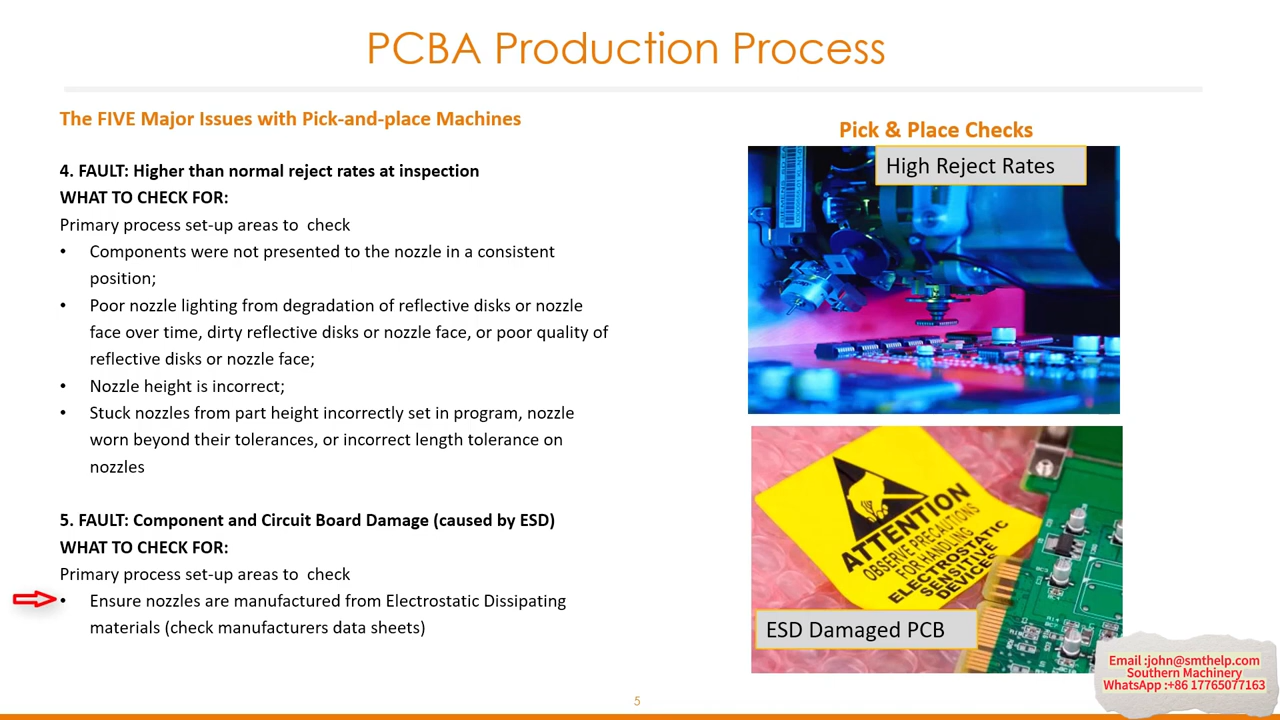 PCBA Production Process
The FIVE Major Issues with Pick-and-place Machines
4. FAULT: Higher than normal reject rates at inspection
WHAT TO CHECK FOR:
Primary process set-up areas to  check
• Components were not presented to the nozzle in a consistent
position;
• Poor nozzle lighting from degradation of reflective disks or nozzle
face over time, dirty reflective disks or nozzle face, or poor quality of
reflective disks or nozzle face;
• Nozzle height is incorrect;
• Stuck nozzles from part height incorrectly set in program, nozzle
worn beyond their tolerances, or incorrect length tolerance on
nozzles
5. FAULT: Component and Circuit Board Damage (caused by ESD)
WHAT TO CHECK FOR:
Primary process set-up areas to  check
• Ensure nozzles are manufactured from Electrostatic Dissipating
materials (check manufacturers data sheets)
Pick & Place Checks
High Reject Rates
ATTENTION
OBSERVE PRECAUTIONS
FOR HANDLING
ELECTROSTATIC
SENSITIVE
DEVICES
ESD Damaged PCB
Email :john@smthelp.com
Southern Machinery
WhatsApp :+86 17765077163
5